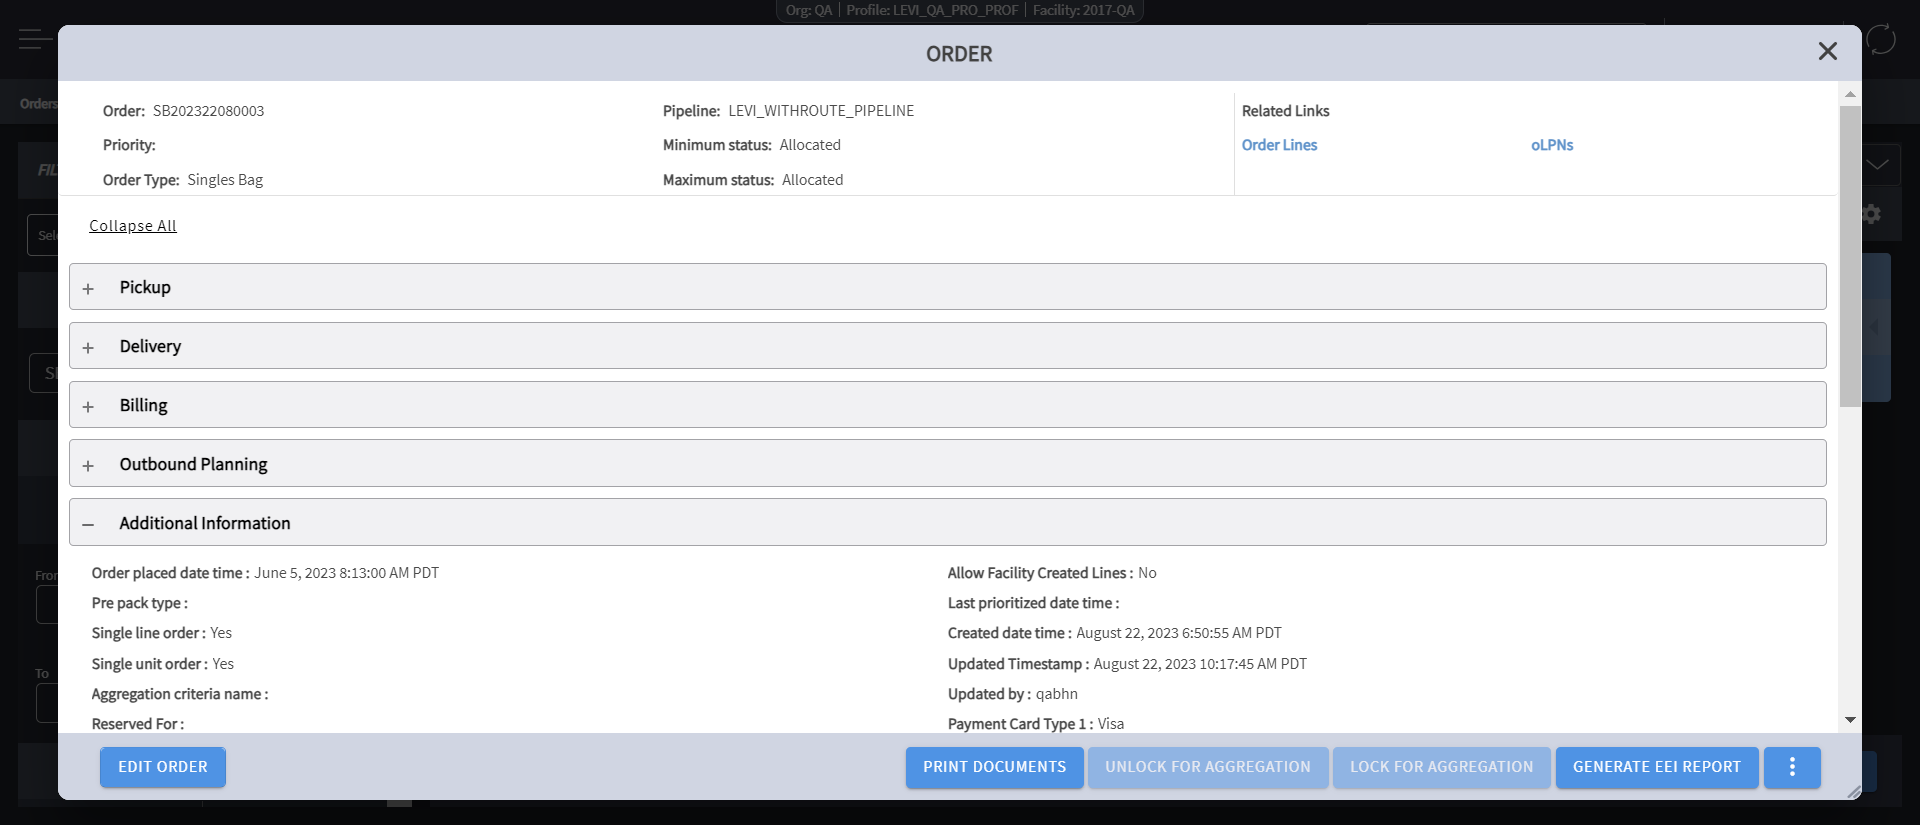 Org: QA | Profile: LEVI_QA_PRO_PROF | Facility: 2017-QA
ORDER
Orders
Order: SB202322080003
Pipeline: LEVI_WITHROUTE_PIPELINE
Related Links
Priority:
Minimum status: Allocated
Order Lines
oLPNs
Order Type: Singles Bag
Maximum status: Allocated
Collapse All
Pickup
Delivery
Billing
Outbound Planning
Additional Information
Order placed date time : June 5, 2023 8:13:00 AM PDT
Allow Facility Created Lines : No
Pre pack type :
Last prioritized date time :
Single line order : Yes
Created date time : August 22, 2023 6:50:55 AM PDT
Single unit order : Yes
Updated Timestamp : August 22, 2023 10:17:45 AM PDT
To
Aggregation criteria name :
Updated by : qabhn
Reserved For :
Payment Card Type 1 : Visa
EDIT ORDER
PRINT DOCUMENTS
UNLOCK FOR AGGREGATION
LOCK FOR AGGREGATION
GENERATE EEI REPORT